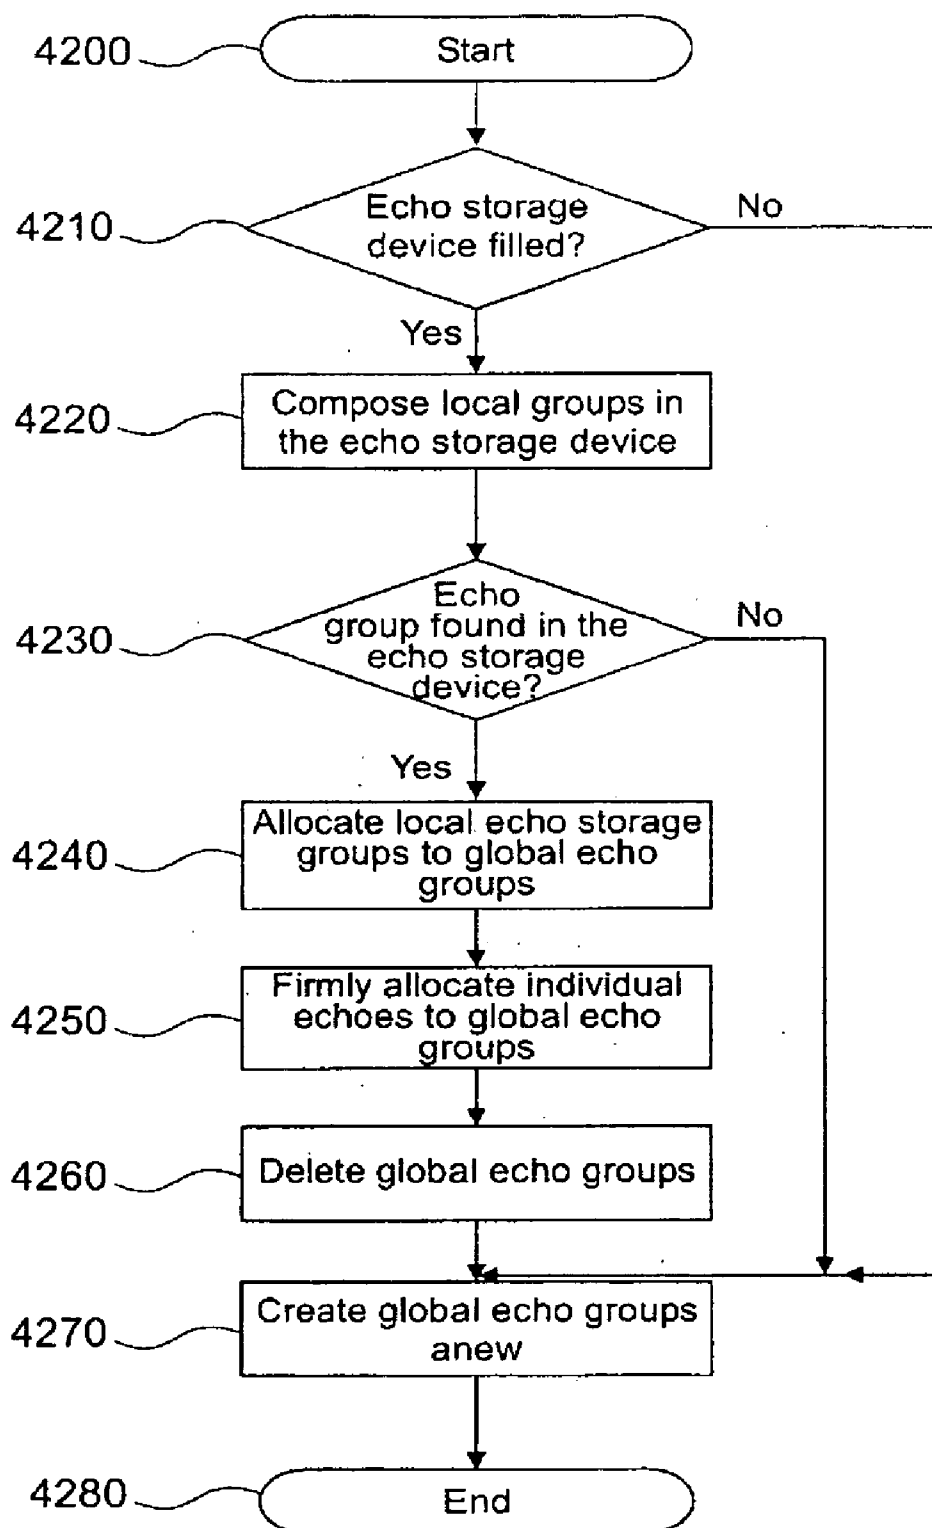 4200
Start
4210
Echo storage
device filled?
No
Yes
4220
Compose local groups in
the echo storage device
4230
Echo
group found in the
echo storage
device?
No
Yes
4240
Allocate local echo storage
groups to global echo
groups
4250
Firmly allocate individual
echoes to global echo
groups
4260
Delete global echo groups
4270
Create global echo groups
anew
4280
End